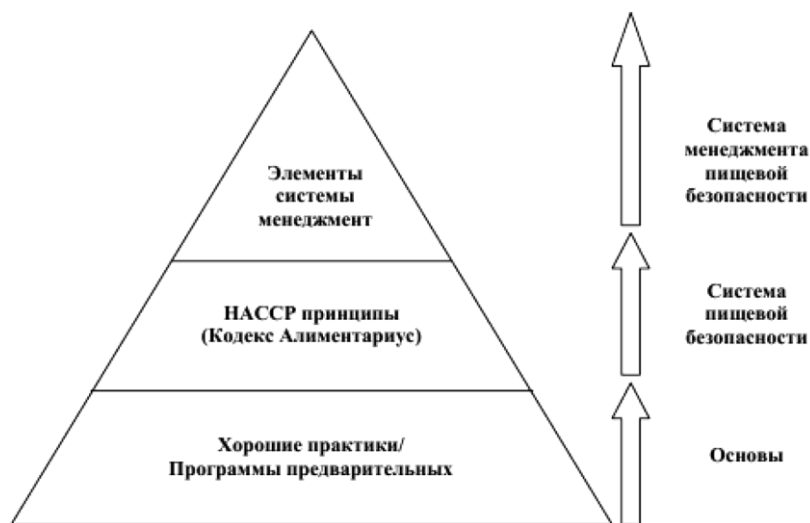 Элементы
системы
менеджмент
НАССР принципы
(Кодекс Алиментариус)
Хорошие практики/
Программы предварительных
Система
менеджмента
пищевой
безопасности
Система
пищевой
безопасности
Основы